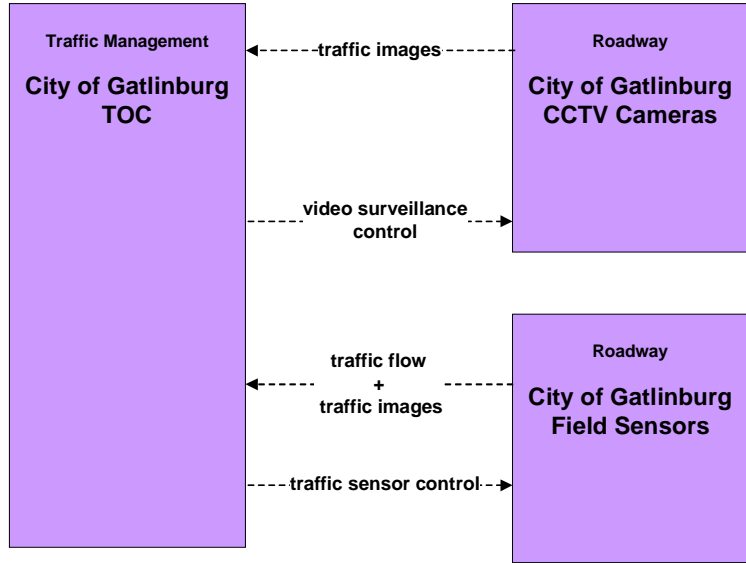 Traffic Management
City of Gatlinburg
TOC
traffic images
Roadway
City of Gatlinburg
CCTV Cameras
video surveillance
control
traffic flow
+
traffic images
Roadway
City of Gatlinburg
Field Sensors
traffic sensor control